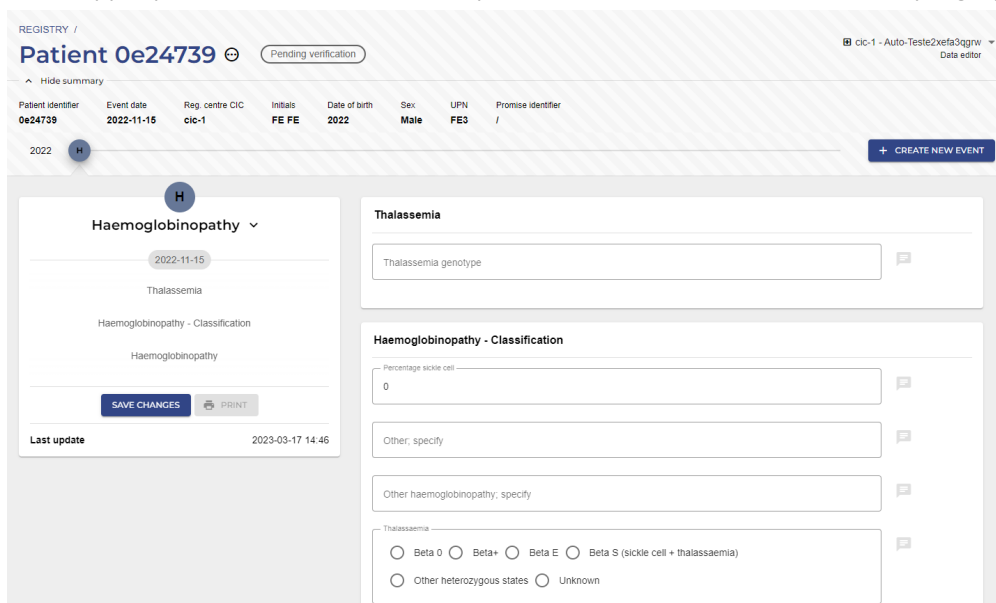 REGISTRY /
Patient 0e24739
Pending verification
cic-1 - Auto-Teste2xefa3qgrw
Data editor
Hide summary
Patient identifier Event date Reg. centre CIC Initials Date of birth Sex UPN Promise identifier
0e24739 2022-11-15 cic-1 FE FE 2022 Male FE3 /
2022 H
+ CREATE NEW EVENT
H
Haemoglobinopathy
2022-11-15
Thalassemia
Haemoglobinopathy - Classification
Haemoglobinopathy
SAVE CHANGES PRINT
Last update 2023-03-17 14:46
Thalassemia
Thalassemia genotype
Haemoglobinopathy - Classification
Percentage sickle cell
0
Other; specify
Other haemoglobinopathy; specify
Thalassaemia
Beta 0 Beta+ Beta E Beta S (sickle cell + thalassaemia)
Other heterozygous states Unknown